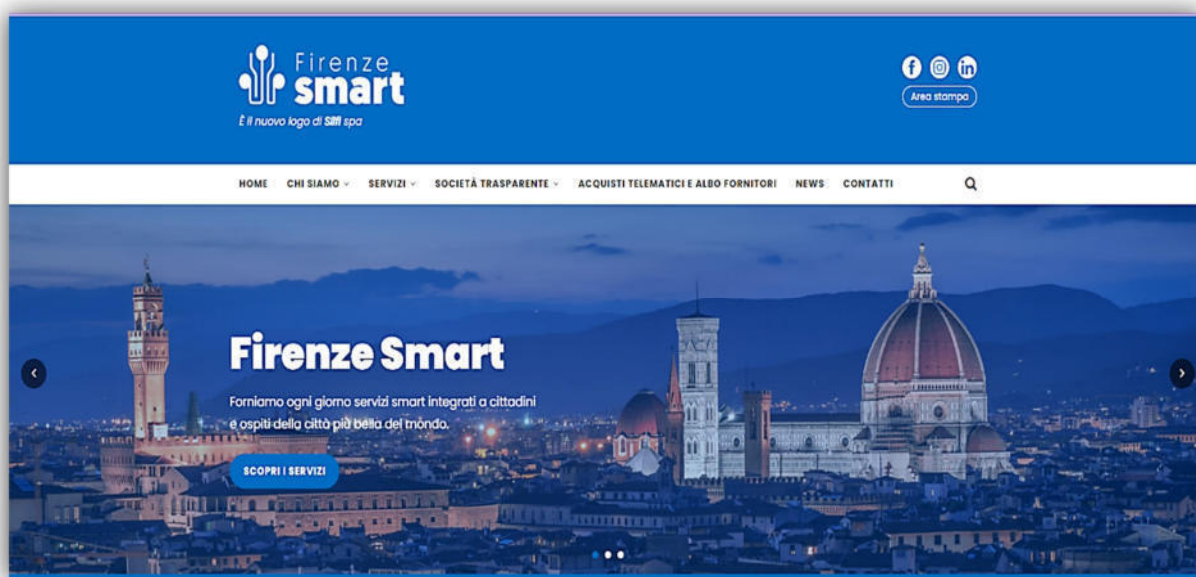 Firenze
smart
È il nuovo logo di Silfi spa
Area stampa
HOME CHI SIAMO SERVIZI SOCIETÀ TRASPARENTE ACQUISTI TELEMATICI E ALBO FORNITORI NEWS CONTATTI
Firenze Smart
Forniamo ogni giorno servizi smart integrati a cittadini
e ospiti della città più bella del mondo.
SCOPRI I SERVIZI